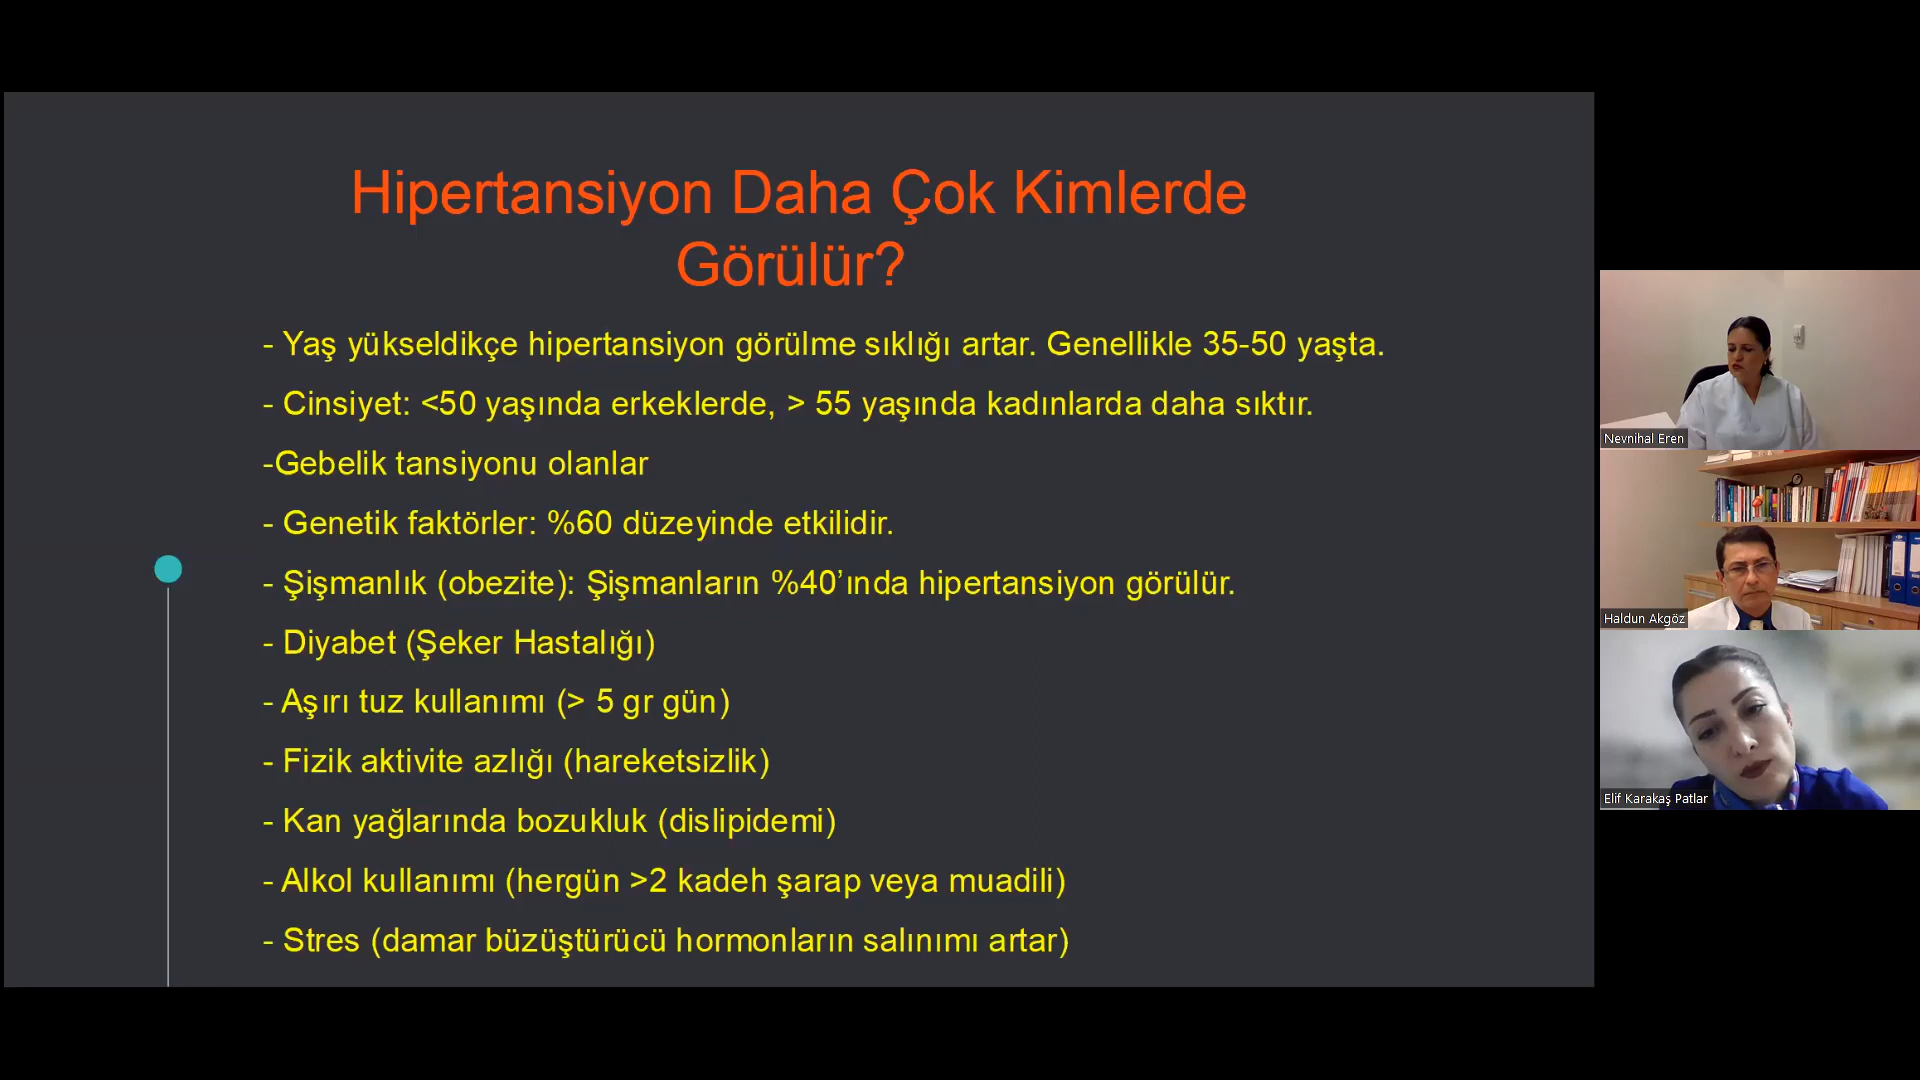 Hipertansiyon Daha Çok Kimlerde
Görülür?
- Yaş yükseldikçe hipertansiyon görülme sıklığı artar. Genellikle 35-50 yaşta.
- Cinsiyet: <50 yaşında erkeklerde, > 55 yaşında kadınlarda daha sıktır.
-Gebelik tansiyonu olanlar
- Genetik faktörler: %60 düzeyinde etkilidir.
- Şişmanlık (obezite): Şişmanların %40’ında hipertansiyon görülür.
- Diyabet (Şeker Hastalığı)
- Aşırı tuz kullanımı (> 5 gr gün)
- Fizik aktivite azlığı (hareketsizlik)
- Kan yağlarında bozukluk (dislipidemi)
- Alkol kullanımı (hergün >2 kadeh şarap veya muadili)
- Stres (damar büzüştürücü hormonların salınımı artar)
Nevnihal Eren
Haldun Akgöz
Elif Karakaş Patlar